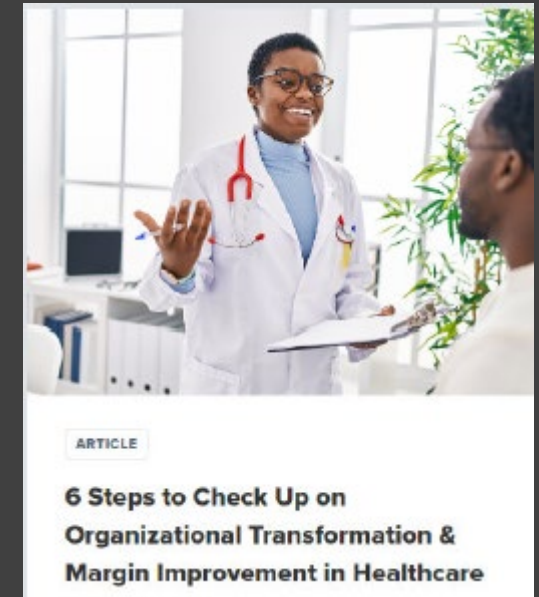 ARTICLE
6 Steps to Check Up on
Organizational Transformation &
Margin Improvement in Healthcare